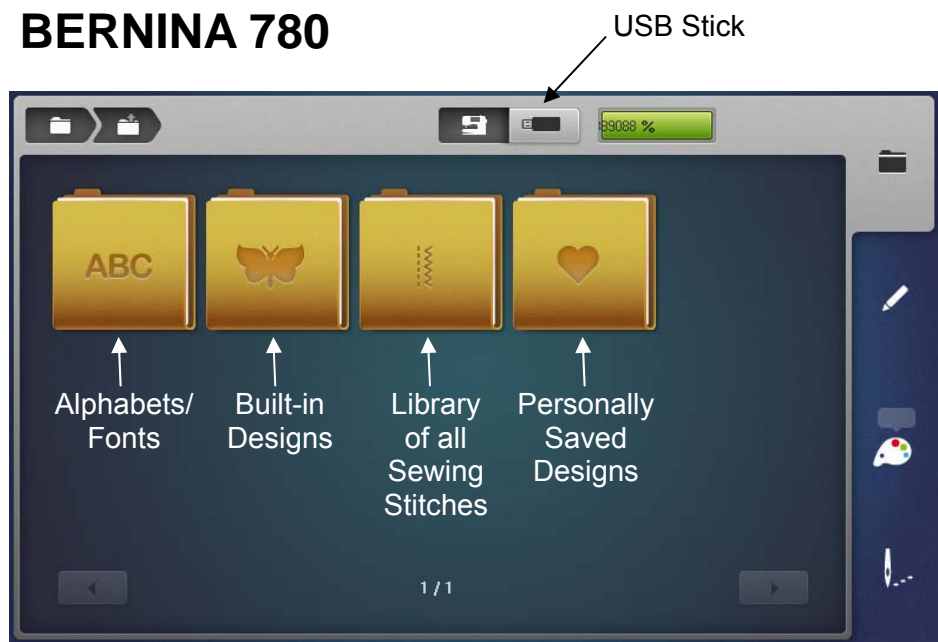 BERNINA 780
USB Stick
89088 %
ABC
Alphabets/
Fonts
Built-in
Designs
Library
of all
Sewing
Stitches
Personally
Saved
Designs
1 / 1